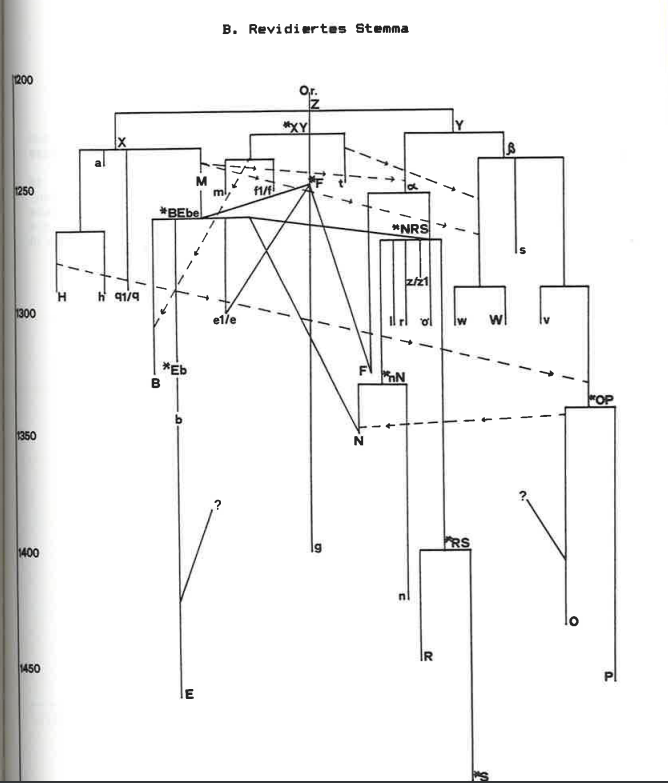 B. Revidiertes Stemma
1200
Or.
Z
*XY
Y
X
β
a
M
m
f1/f
*F
t
α
1250
*BEbe
*NRS
s
z/z1
H
h
q1/q
e1/e
l
r
σ
w
W
v
1300
B
*Eb
F
*nN
*OP
b
1350
N
?
?
1400
g
*RS
n
O
R
1450
P
E
*S